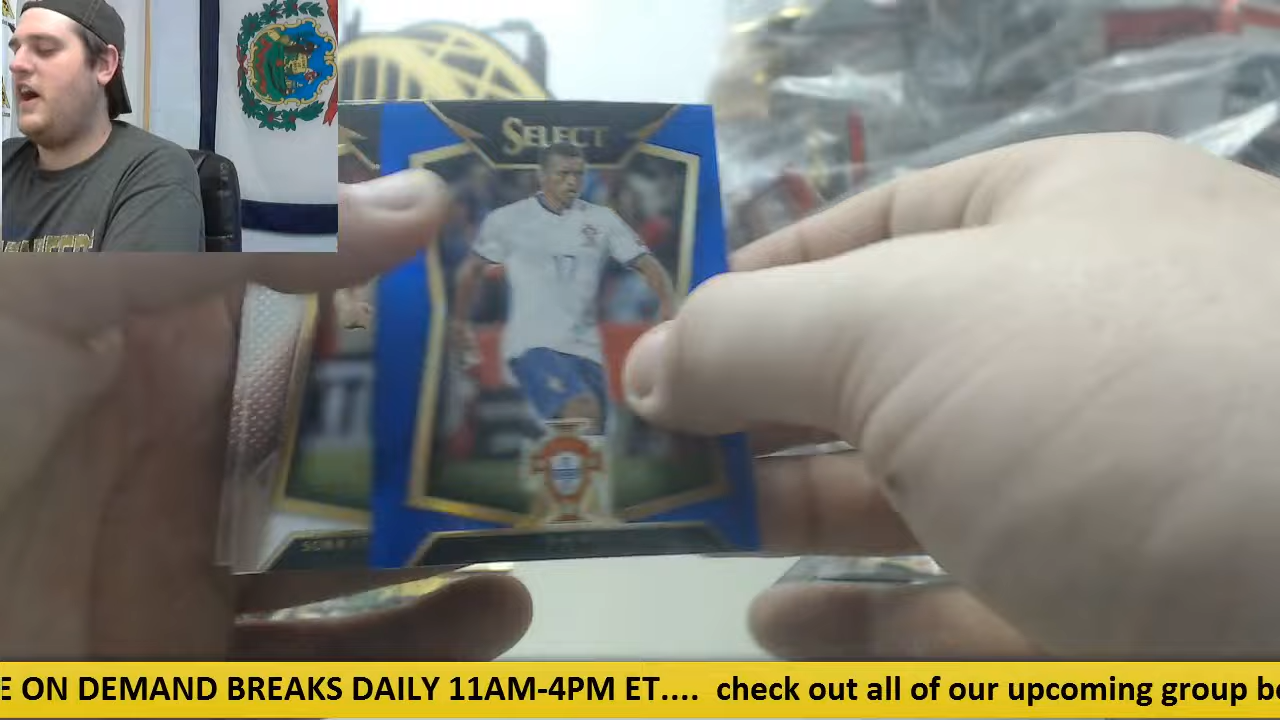 SELECT
17
E ON DEMAND BREAKS DAILY 11AM-4PM ET.... check out all of our upcoming group b